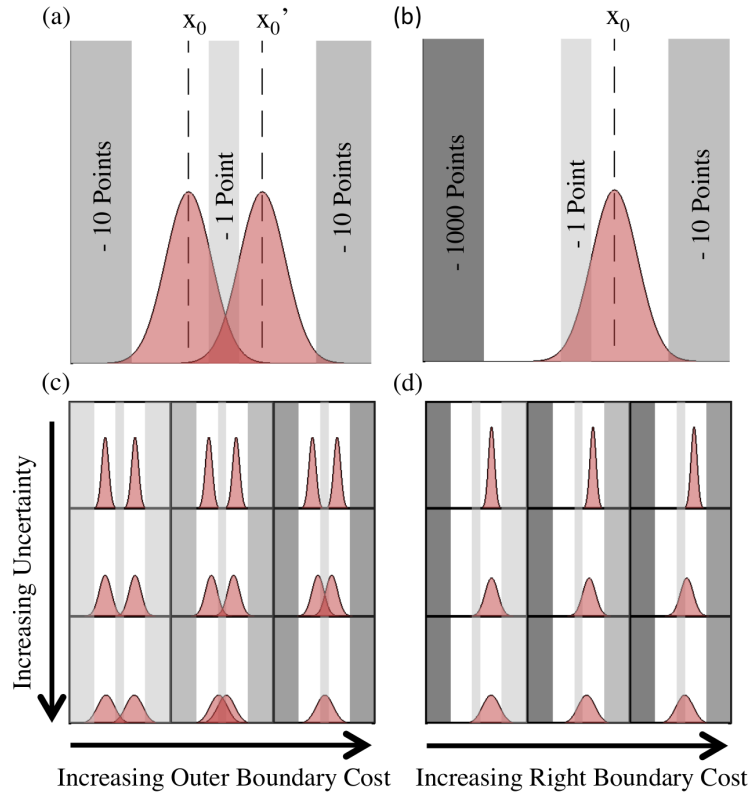 (a)
x₀
x₀’
- 10 Points
- 1 Point
- 10 Points
(b)
x₀
- 1000 Points
- 1 Point
- 10 Points
(c)
Increasing Uncertainty
Increasing Outer Boundary Cost
(d)
Increasing Right Boundary Cost